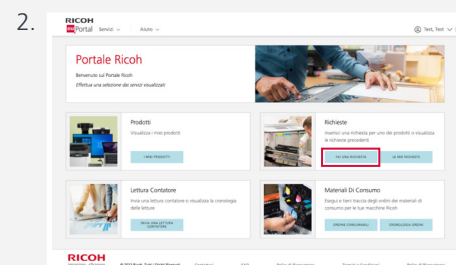 2.
RICOH
Portal Servizi Aiuto Test, Test
Portale Ricoh
Benvenuto sul Portale Ricoh
Effettua una selezione dai servizi visualizzati
Prodotti
Visualizza i miei prodotti
I MIEI PRODOTTI
Richieste
Inserisci una richiesta per uno dei prodotti o visualizza
le richieste precedenti
FAI UNA RICHIESTA LE MIE RICHIESTE
Lettura Contatore
Invia una lettura contatore o visualizza la cronologia
delle letture
INVIA UNA LETTURA
CONTATORE
Materiali Di Consumo
Esegui e tieni traccia degli ordini dei materiali di
consumo per le tue macchine Ricoh
ORDINE CONSUMABILI CRONOLOGIA ORDINI
RICOH